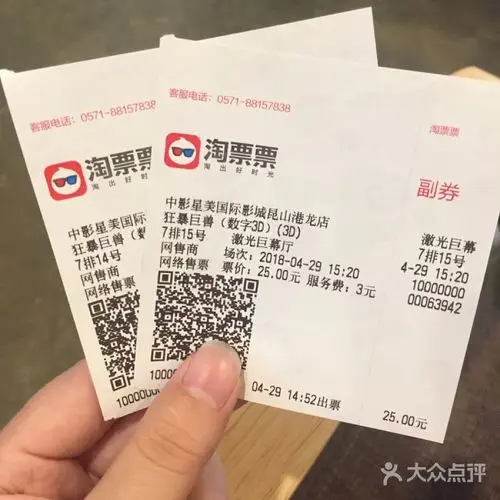 客服电话：0571-88157838
淘票票
淘出好时光
中影星美国际
狂暴巨兽（数
7排14号
网售商
网络售票
客服电话：0571-88157838
淘票票
淘票票
淘出好时光
副券
中影星美国际影城昆山港龙店
狂暴巨兽（数字3D）(3D)
7排15号 激光巨幕厅
网售商 场次：2018-04-29 15:20
网络售票 票价：25.00元 服务费：3元
激光巨幕
7排15号
4-29 15:20
10000000
00063942
04-29 14:52出票
25.00元
大众点评